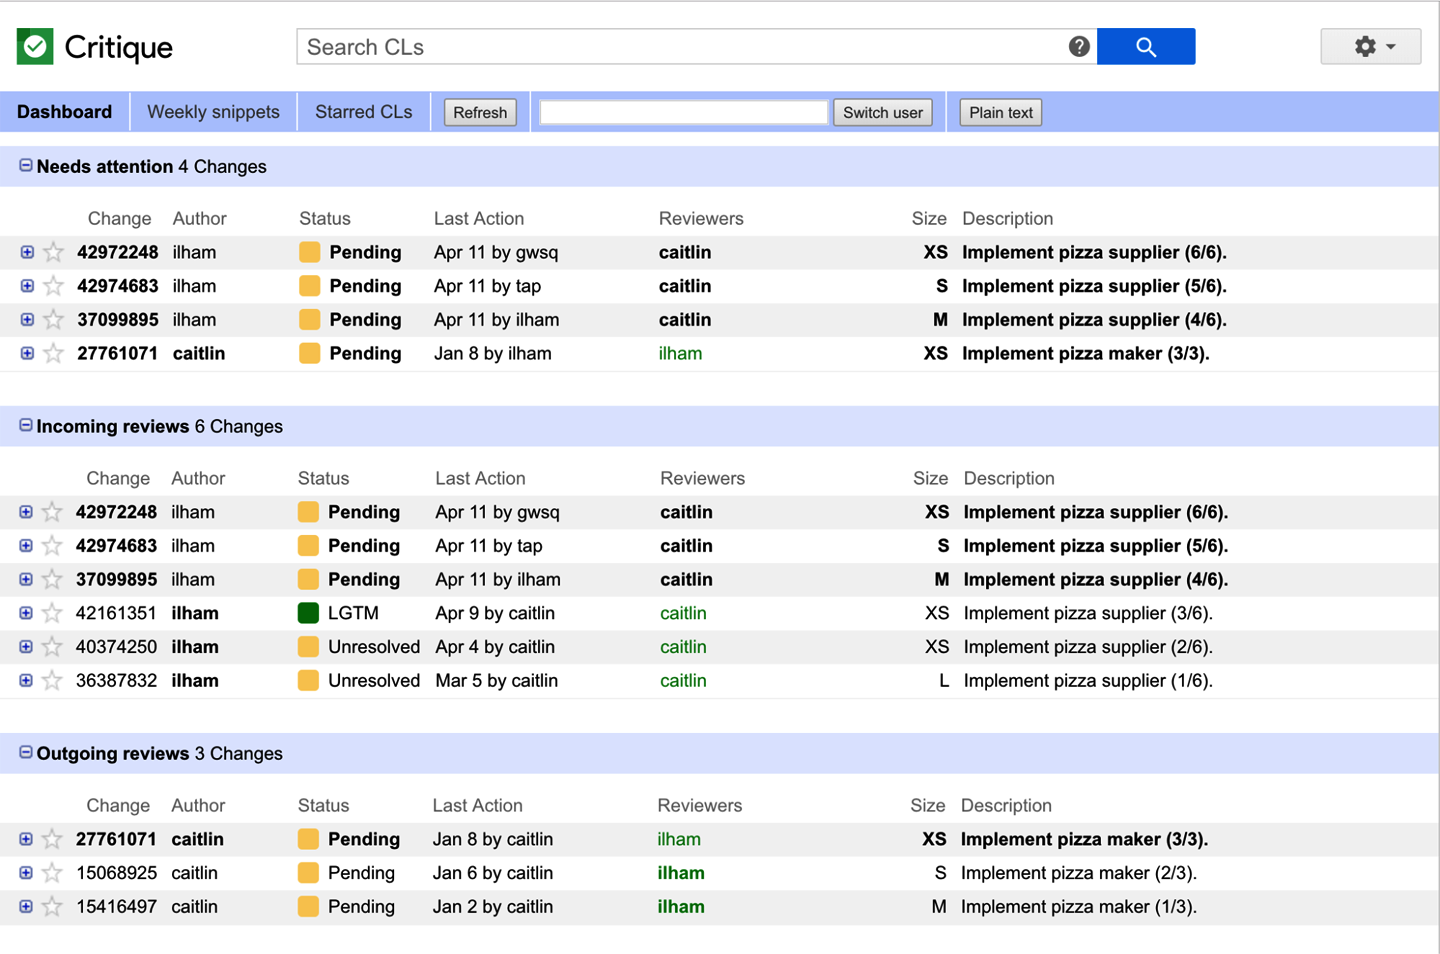 Critique Search CLs
Dashboard Weekly snippets Starred CLs Refresh Switch user Plain text
Needs attention 4 Changes
Change Author Status Last Action Reviewers Size Description
42972248 ilham Pending Apr 11 by gwsq caitlin XS Implement pizza supplier (6/6).
42974683 ilham Pending Apr 11 by tap caitlin S Implement pizza supplier (5/6).
37099895 ilham Pending Apr 11 by ilham caitlin M Implement pizza supplier (4/6).
27761071 caitlin Pending Jan 8 by ilham ilham XS Implement pizza maker (3/3).
Incoming reviews 6 Changes
Change Author Status Last Action Reviewers Size Description
42972248 ilham Pending Apr 11 by gwsq caitlin XS Implement pizza supplier (6/6).
42974683 ilham Pending Apr 11 by tap caitlin S Implement pizza supplier (5/6).
37099895 ilham Pending Apr 11 by ilham caitlin M Implement pizza supplier (4/6).
42161351 ilham LGTM Apr 9 by caitlin caitlin XS Implement pizza supplier (3/6).
40374250 ilham Unresolved Apr 4 by caitlin caitlin XS Implement pizza supplier (2/6).
36387832 ilham Unresolved Mar 5 by caitlin caitlin L Implement pizza supplier (1/6).
Outgoing reviews 3 Changes
Change Author Status Last Action Reviewers Size Description
27761071 caitlin Pending Jan 8 by caitlin ilham XS Implement pizza maker (3/3).
15068925 caitlin Pending Jan 6 by caitlin ilham S Implement pizza maker (2/3).
15416497 caitlin Pending Jan 2 by caitlin ilham M Implement pizza maker (1/3).